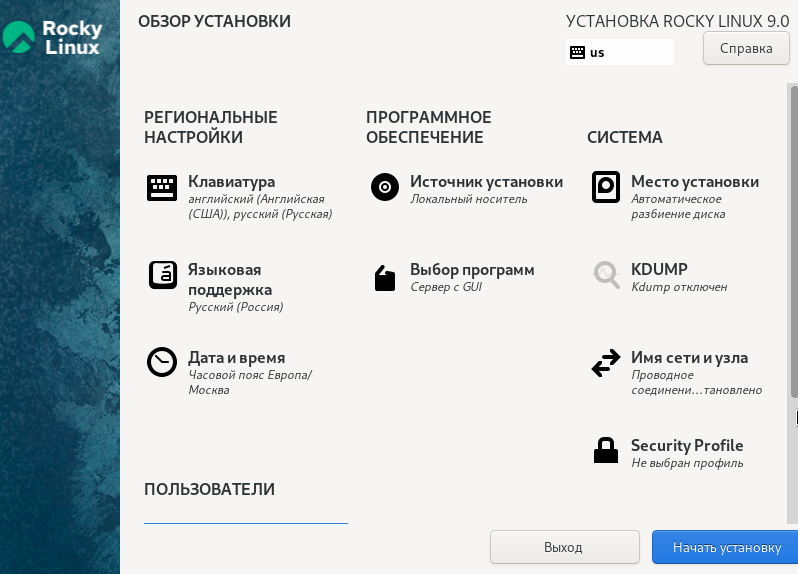 Rocky
Linux
ОБЗОР УСТАНОВКИ
УСТАНОВКА ROCKY LINUX 9.0
us
Справка
РЕГИОНАЛЬНЫЕ
НАСТРОЙКИ
Клавиатура
английский (Английская
(США)), русский (Русская)
Языковая
поддержка
Русский (Россия)
Дата и время
Часовой пояс Европа/
Москва
ПРОГРАММНОЕ
ОБЕСПЕЧЕНИЕ
Источник установки
Локальный носитель
Выбор программ
Сервер с GUI
СИСТЕМА
Место установки
Автоматическое
разбиение диска
KDUMP
Kdump отключен
Имя сети и узла
Проводное
соединени…тановлено
Security Profile
Не выбран профиль
ПОЛЬЗОВАТЕЛИ
Выход
Начать установку